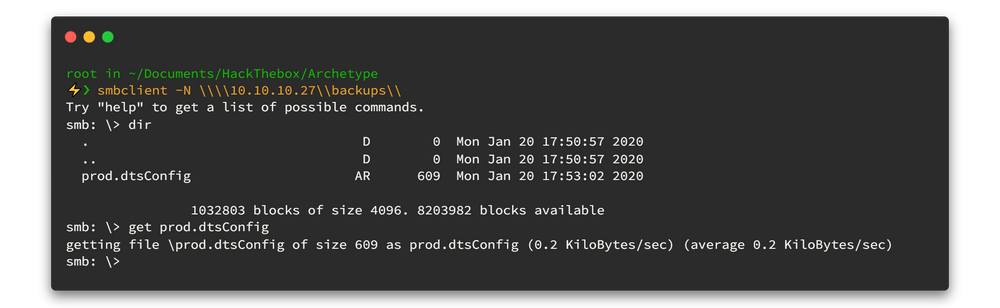 root in ~/Documents/HackThebox/Archetype
⚡❯ smbclient -N \\\\10.10.10.27\\backups\\
Try "help" to get a list of possible commands.
smb: \> dir
  .                                   D        0  Mon Jan 20 17:50:57 2020
  ..                                  D        0  Mon Jan 20 17:50:57 2020
  prod.dtsConfig                     AR      609  Mon Jan 20 17:53:02 2020
                1032803 blocks of size 4096. 8203982 blocks available
smb: \> get prod.dtsConfig
getting file \prod.dtsConfig of size 609 as prod.dtsConfig (0.2 KiloBytes/sec) (average 0.2 KiloBytes/sec)
smb: \>